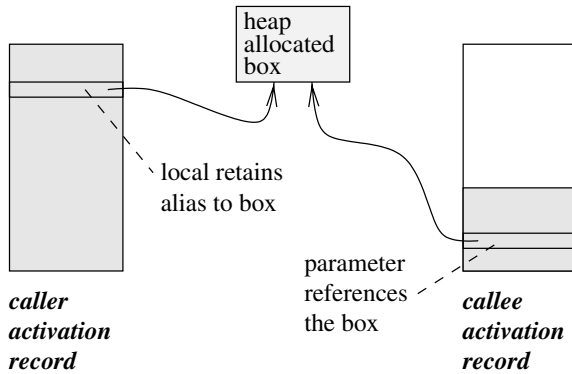 heap
allocated
box
local retains
alias to box
parameter
references
the box
caller
activation
record
callee
activation
record